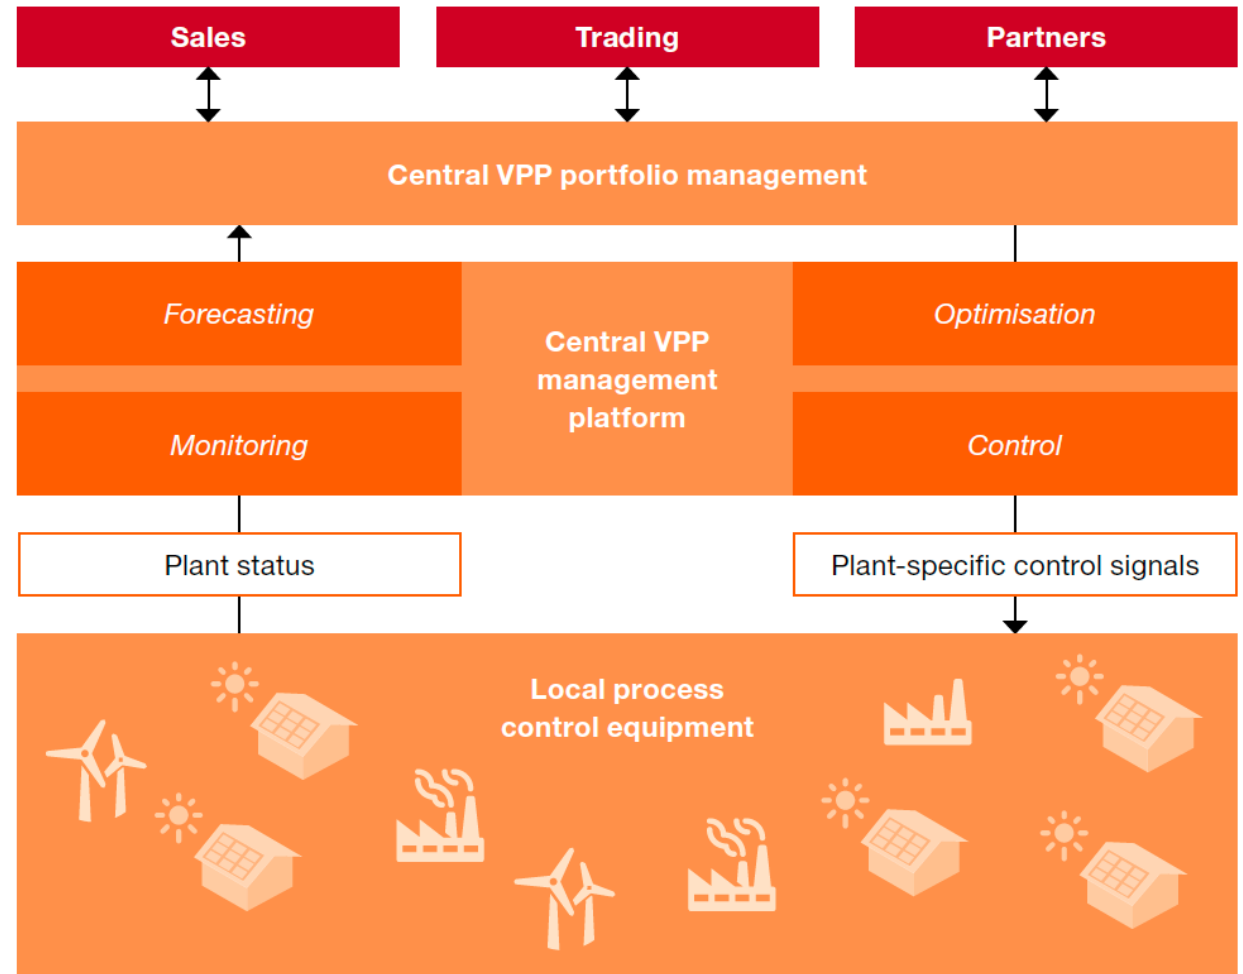 Sales
Trading
Partners
Central VPP portfolio management
Forecasting
Optimisation
Central VPP
management
platform
Monitoring
Control
Plant status
Plant-specific control signals
Local process
control equipment